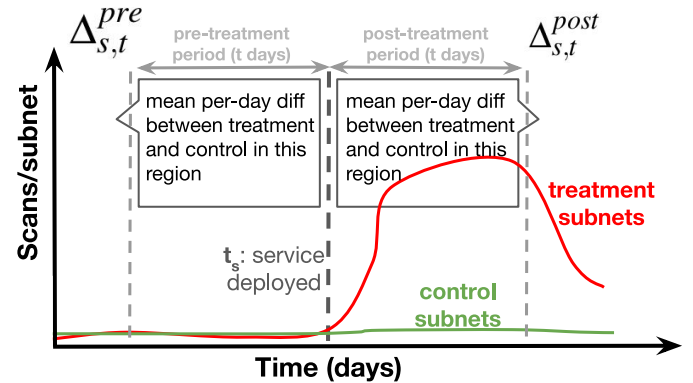 Δ^{pre}_{s,t}
pre-treatment
period (t days)
post-treatment
period (t days)
Δ^{post}_{s,t}
mean per-day diff
between treatment
and control in this
region
mean per-day diff
between treatment
and control in this
region
treatment
subnets
t_s: service
deployed
control
subnets
Scans/subnet
Time (days)